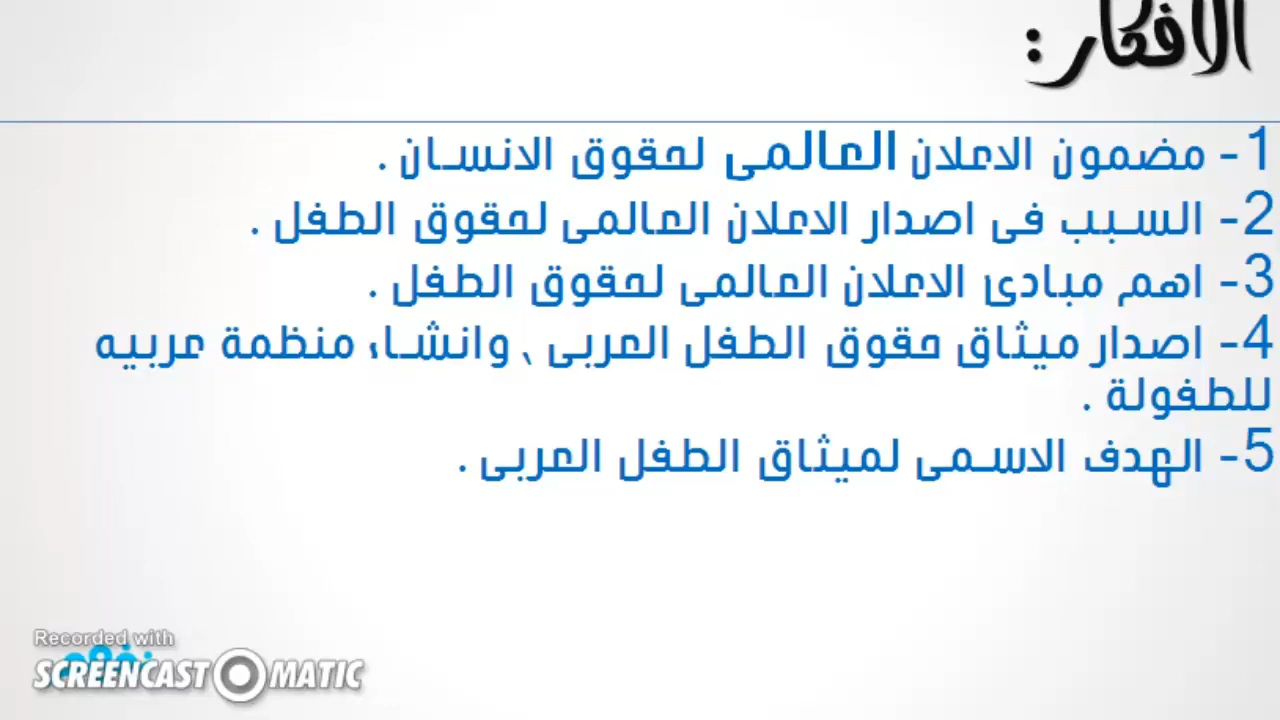 الافكار :
1- مضمون الاعلان العالمى لحقوق الانسان .
2- السبب فى اصدار الاعلان العالمى لحقوق الطفل .
3- اهم مبادئ الاعلان العالمى لحقوق الطفل .
4- اصدار ميثاق حقوق الطفل العربى ، وانشاء منظمة عربيه
للطفولة .
5- الهدف الاسمى لميثاق الطفل العربى .
Recorded with
SCREENCAST MATIC